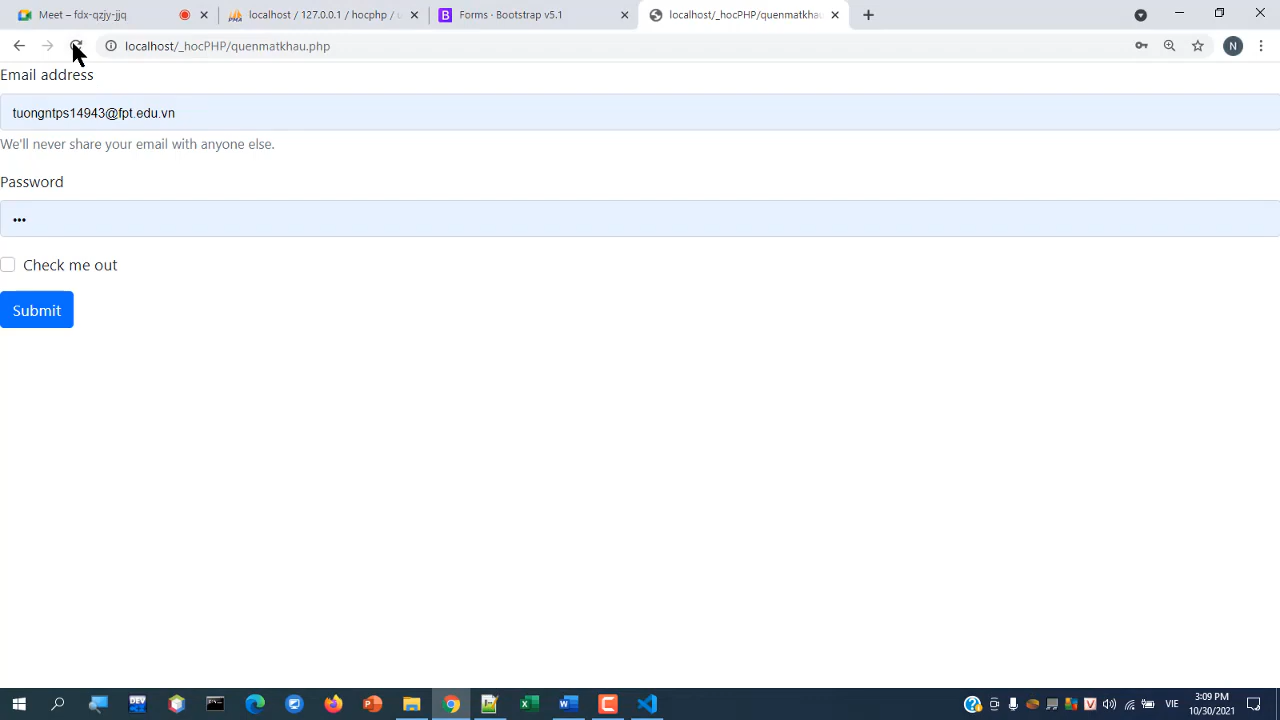 Meet – fdx-qzjy-jjq
localhost / 127.0.0.1 / hocphp / u
Forms · Bootstrap v5.1
localhost/_hocPHP/quenmatkhau.
localhost/_hocPHP/quenmatkhau.php
N
Email address
tuongntps14943@fpt.edu.vn
We'll never share your email with anyone else.
Password
•••
Check me out
Submit
DEV
VIE
3:09 PM
10/30/2021